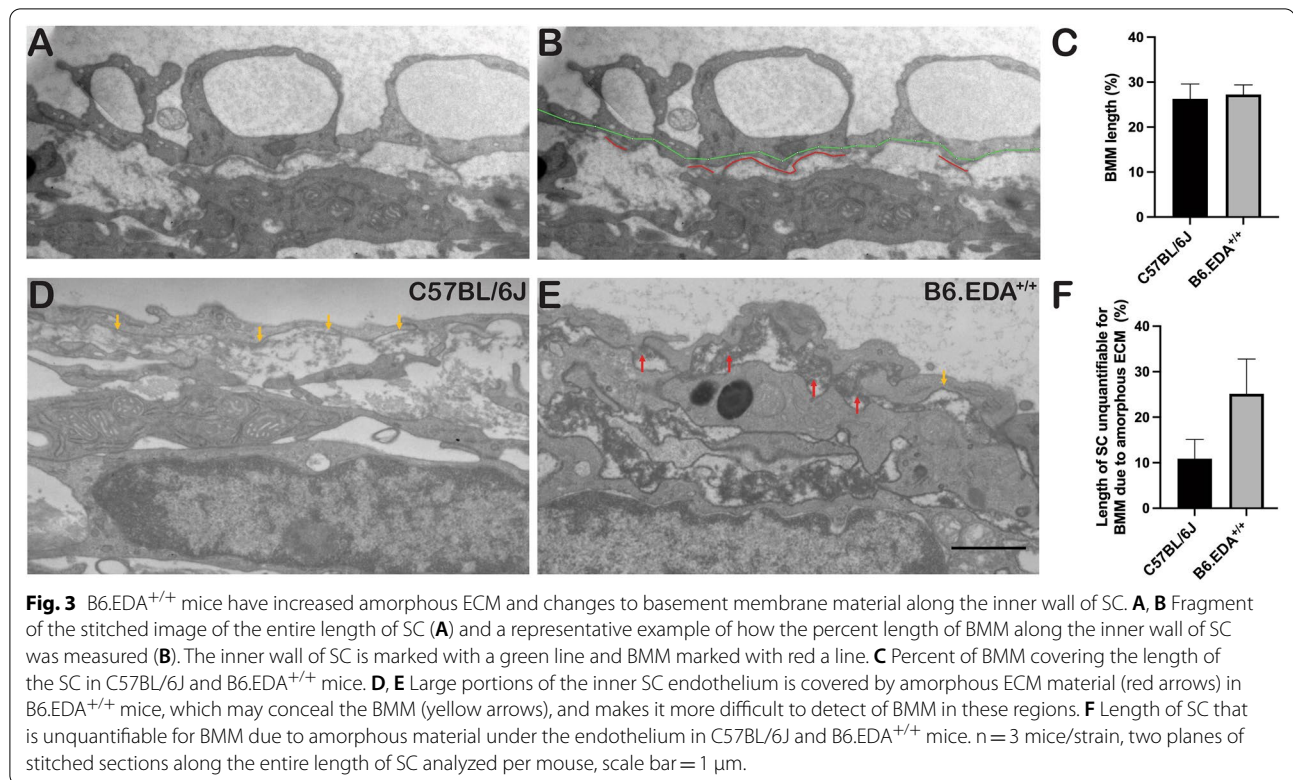 A
B
C
40
30
20
10
0
BMM length (%)
C57BL/6J
B6.EDA+/+
D
C57BL/6J
E
B6.EDA+/+
F
40
30
20
10
0
Length of SC unquantifiable for
BMM due to amorphous ECM (%)
C57BL/6J
B6.EDA+/+
Fig. 3 B6.EDA+/+ mice have increased amorphous ECM and changes to basement membrane material along the inner wall of SC. A, B Fragment
of the stitched image of the entire length of SC (A) and a representative example of how the percent length of BMM along the inner wall of SC
was measured (B). The inner wall of SC is marked with a green line and BMM marked with red a line. C Percent of BMM covering the length of
the SC in C57BL/6J and B6.EDA+/+ mice. D, E Large portions of the inner SC endothelium is covered by amorphous ECM material (red arrows) in
B6.EDA+/+ mice, which may conceal the BMM (yellow arrows), and makes it more difficult to detect of BMM in these regions. F Length of SC that
is unquantifiable for BMM due to amorphous material under the endothelium in C57BL/6J and B6.EDA+/+ mice. n = 3 mice/strain, two planes of
stitched sections along the entire length of SC analyzed per mouse, scale bar = 1 μm.